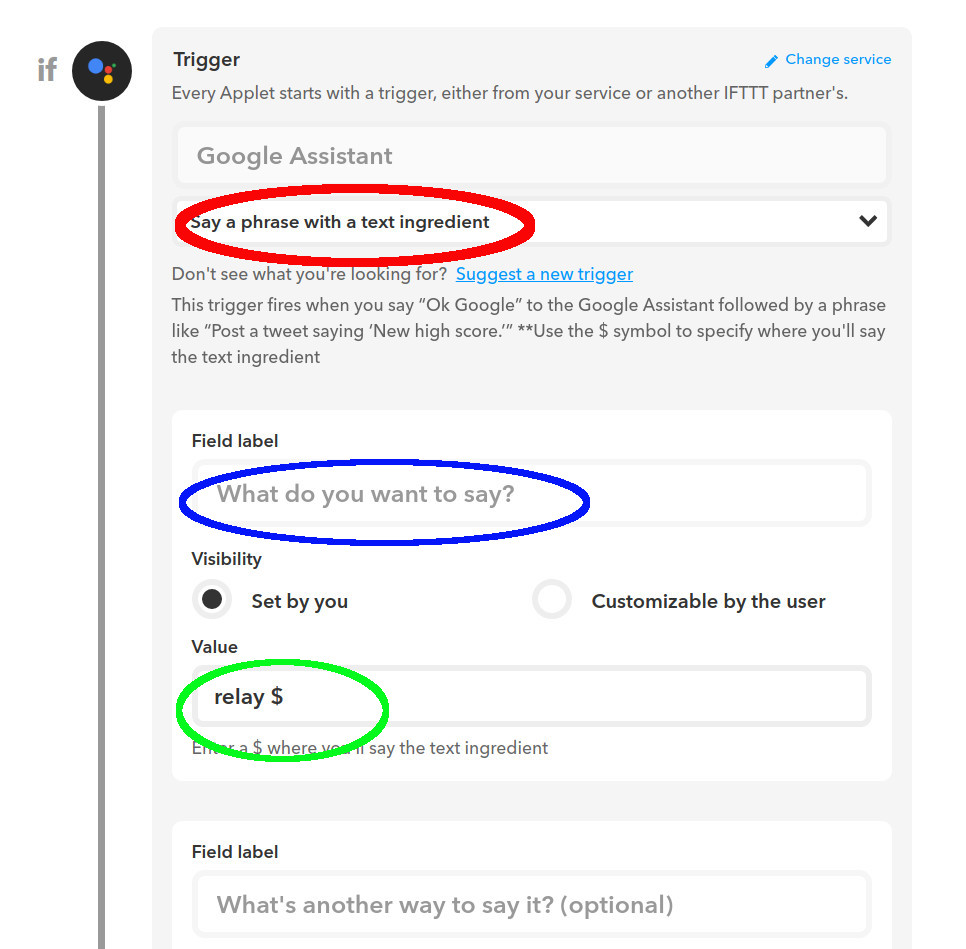 if
Trigger
Change service
Every Applet starts with a trigger, either from your service or another IFTTT partner's.
Google Assistant
Say a phrase with a text ingredient
Don't see what you're looking for? Suggest a new trigger
This trigger fires when you say “Ok Google” to the Google Assistant followed by a phrase
like “Post a tweet saying ‘New high score.’” **Use the $ symbol to specify where you'll say
the text ingredient
Field label
What do you want to say?
Visibility
Set by you
Customizable by the user
Value
relay $
Enter a $ where you'll say the text ingredient
Field label
What's another way to say it? (optional)